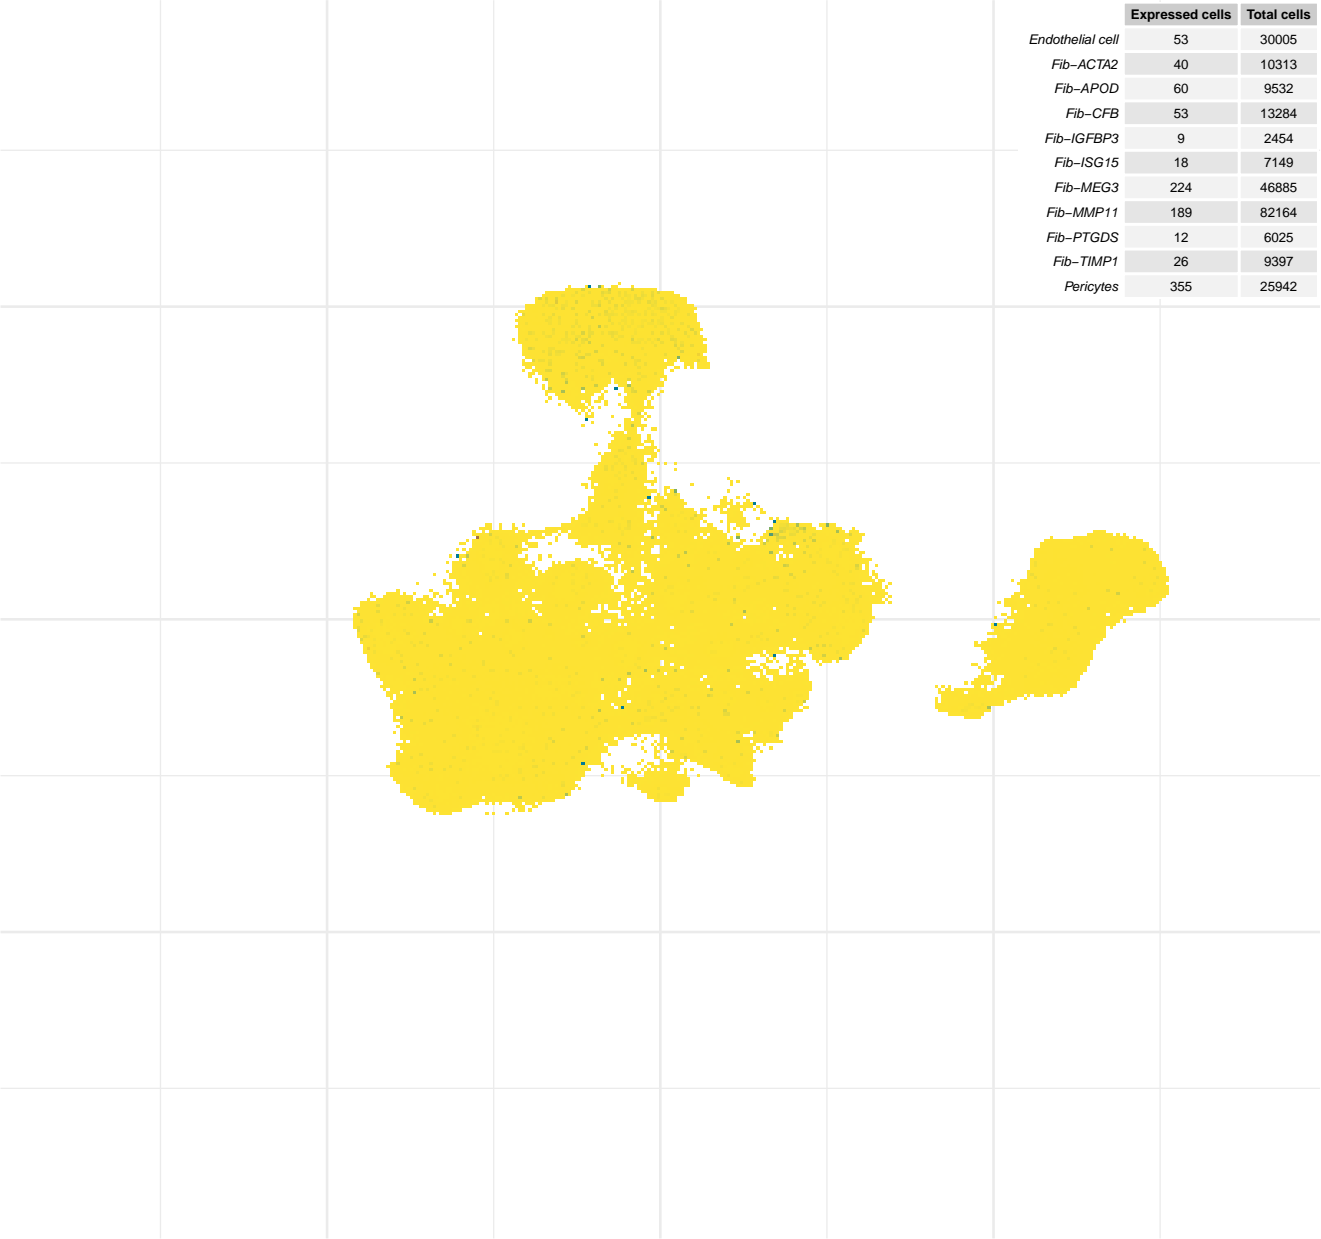 Expressed cells Total cells
Endothelial cell 53 30005
Fib−ACTA2 40 10313
Fib−APOD 60 9532
Fib−CFB 53 13284
Fib−IGFBP3 9 2454
Fib−ISG15 18 7149
Fib−MEG3 224 46885
Fib−MMP11 189 82164
Fib−PTGDS 12 6025
Fib−TIMP1 26 9397
Pericytes 355 25942